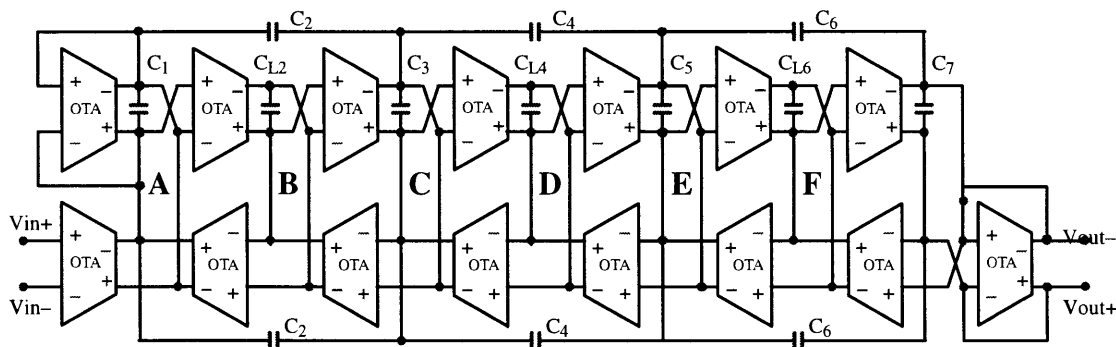 C2 C4 C6
C1 CL2 C3 CL4 C5 CL6 C7
+ − + − + − + − + − + − + −
OTA OTA OTA OTA OTA OTA OTA
− + − + − + − + − + − + − +
A B C D E F
Vin+ + − + − + − + − + − + − + − + − Vout−
OTA OTA OTA OTA OTA OTA OTA OTA
Vin− − + − + − + − + − + − + − + − + Vout+
C2 C4 C6